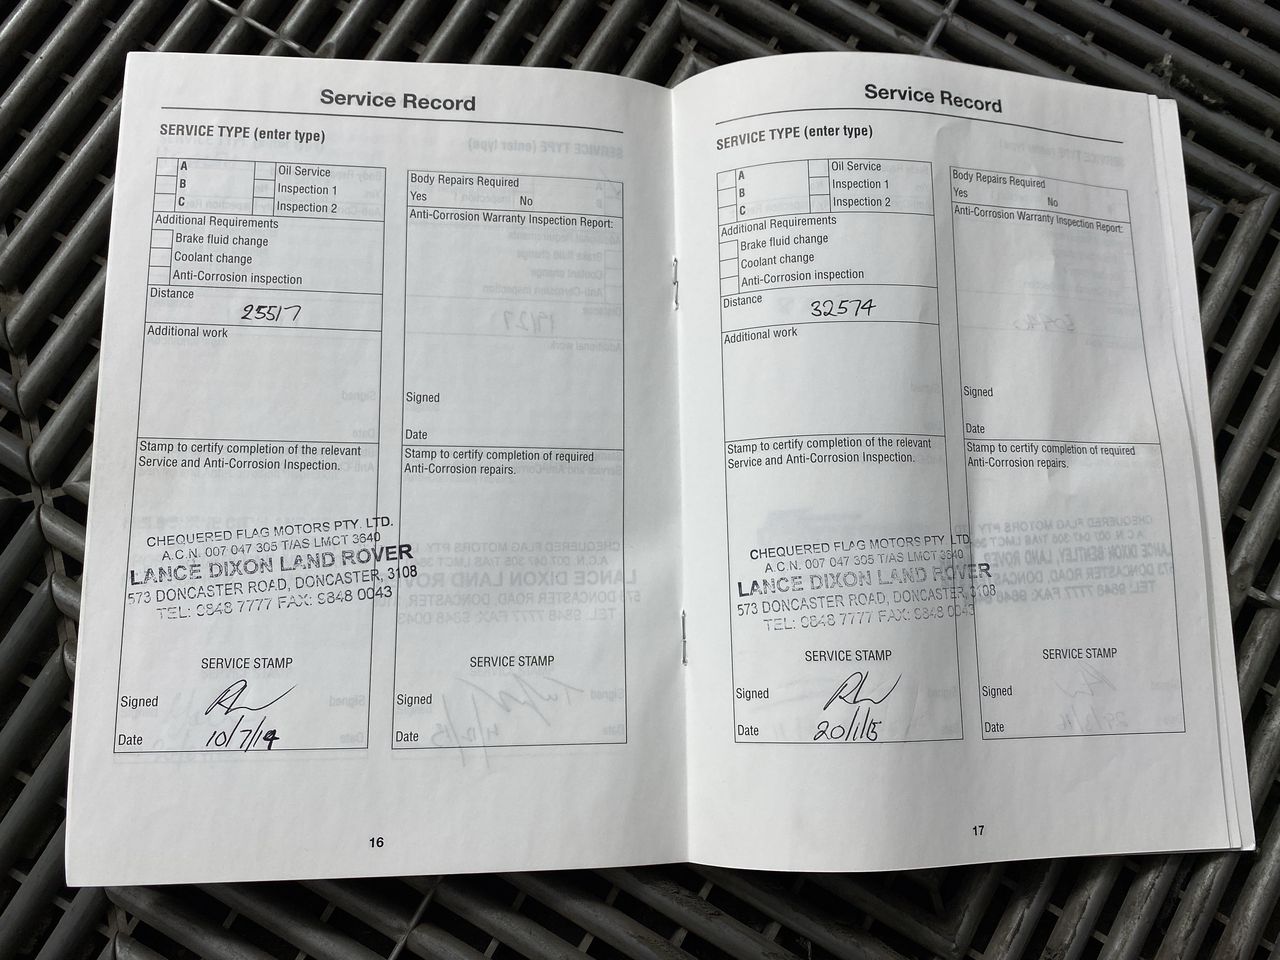 Service Record
SERVICE TYPE (enter type)
A
B
C
Oil Service
Inspection 1
Inspection 2
Additional Requirements
Brake fluid change
Coolant change
Anti-Corrosion inspection
Distance
25517
Additional work
Stamp to certify completion of the relevant
Service and Anti-Corrosion Inspection.
CHEQUERED FLAG MOTORS PTY. LTD.
A.C.N. 007 047 305 T/AS LMCT 3640
LANCE DIXON LAND ROVER
573 DONCASTER ROAD, DONCASTER, 3108
TEL: 9848 7777 FAX: 9848 0043
SERVICE STAMP
Signed
Date 10/7/14
Body Repairs Required
Yes No
Anti-Corrosion Warranty Inspection Report:
Signed
Date
Stamp to certify completion of required
Anti-Corrosion repairs.
SERVICE STAMP
Signed
Date
16
Service Record
SERVICE TYPE (enter type)
A
B
C
Oil Service
Inspection 1
Inspection 2
Additional Requirements
Brake fluid change
Coolant change
Anti-Corrosion inspection
Distance
32574
Additional work
Stamp to certify completion of the relevant
Service and Anti-Corrosion Inspection.
CHEQUERED FLAG MOTORS PTY LTD.
A.C.N. 007 047 305 T/AS LMCT 3640
LANCE DIXON LAND ROVER
573 DONCASTER ROAD, DONCASTER, 3108
TEL: 9848 7777 FAX: 9848 0043
SERVICE STAMP
Signed
Date 20/1/15
Body Repairs Required
Yes No
Anti-Corrosion Warranty Inspection Report:
Signed
Date
Stamp to certify completion of required
Anti-Corrosion repairs.
SERVICE STAMP
Signed
Date
17